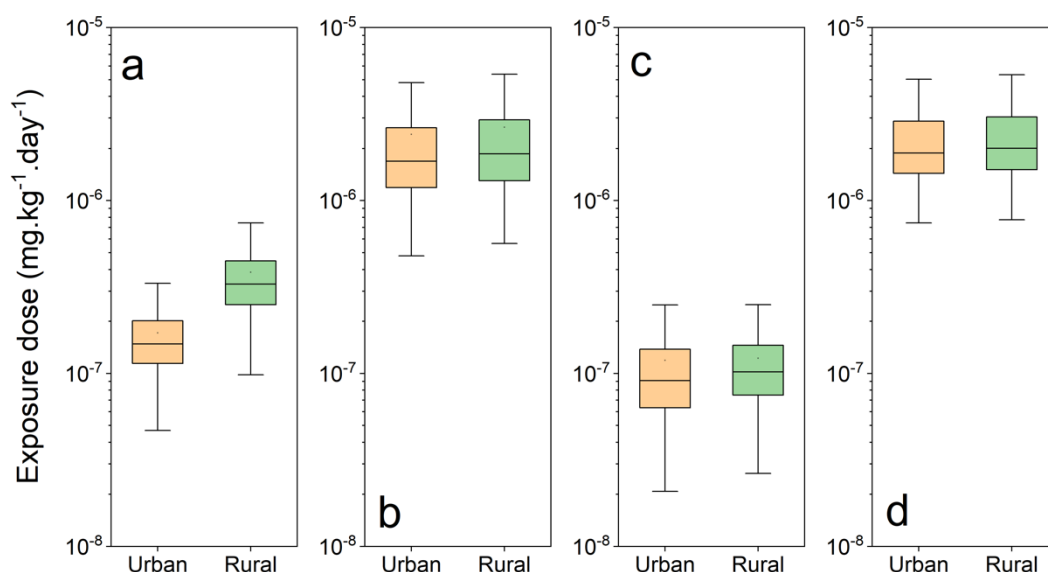 Exposure dose (mg.kg⁻¹.day⁻¹)
a
10⁻⁵
10⁻⁶
10⁻⁷
10⁻⁸
Urban Rural
b
10⁻⁵
10⁻⁶
10⁻⁷
10⁻⁸
Urban Rural
c
10⁻⁵
10⁻⁶
10⁻⁷
10⁻⁸
Urban Rural
d
10⁻⁵
10⁻⁶
10⁻⁷
10⁻⁸
Urban Rural